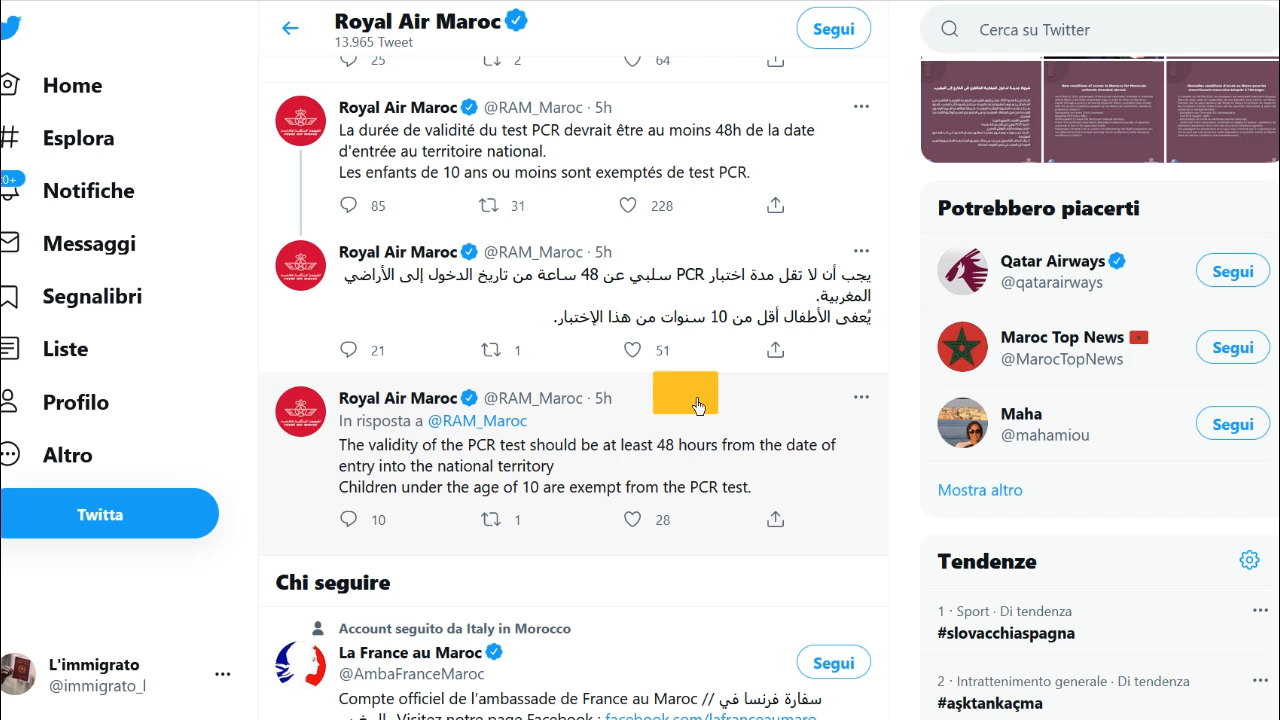 Home
Esplora
20+
Notifiche
Messaggi
Segnalibri
Liste
Profilo
Altro
Twitta
L'immigrato
@immigrato_l
Royal Air Maroc
13.965 Tweet
Segui
25 2 64
Royal Air Maroc @RAM_Maroc · 5h
La durée de validité du test PCR devrait être au moins 48h de la date
d'entrée au territoire national.
Les enfants de 10 ans ou moins sont exemptés de test PCR.
85 31 228
Royal Air Maroc @RAM_Maroc · 5h
يجب أن لا تقل مدة اختبار PCR سلبي عن 48 ساعة من تاريخ الدخول إلى الأراضي
المغربية.
يُعفى الأطفال أقل من 10 سنوات من هذا الإختبار.
21 1 51
Royal Air Maroc @RAM_Maroc · 5h
In risposta a @RAM_Maroc
The validity of the PCR test should be at least 48 hours from the date of
entry into the national territory
Children under the age of 10 are exempt from the PCR test.
10 1 28
Chi seguire
Account seguito da Italy in Morocco
La France au Maroc
@AmbaFranceMaroc
Segui
Compte officiel de l'ambassade de France au Maroc // سفارة فرنسا في
Visitez notre page Facebook : facebook.com/lafranceaumaro
Cerca su Twitter
Potrebbero piacerti
Qatar Airways
@qatarairways
Segui
Maroc Top News
@MarocTopNews
Segui
Maha
@mahamiou
Segui
Mostra altro
Tendenze
1 · Sport · Di tendenza
#slovacchiaspagna
2 · Intrattenimento generale · Di tendenza
#aşktankaçma